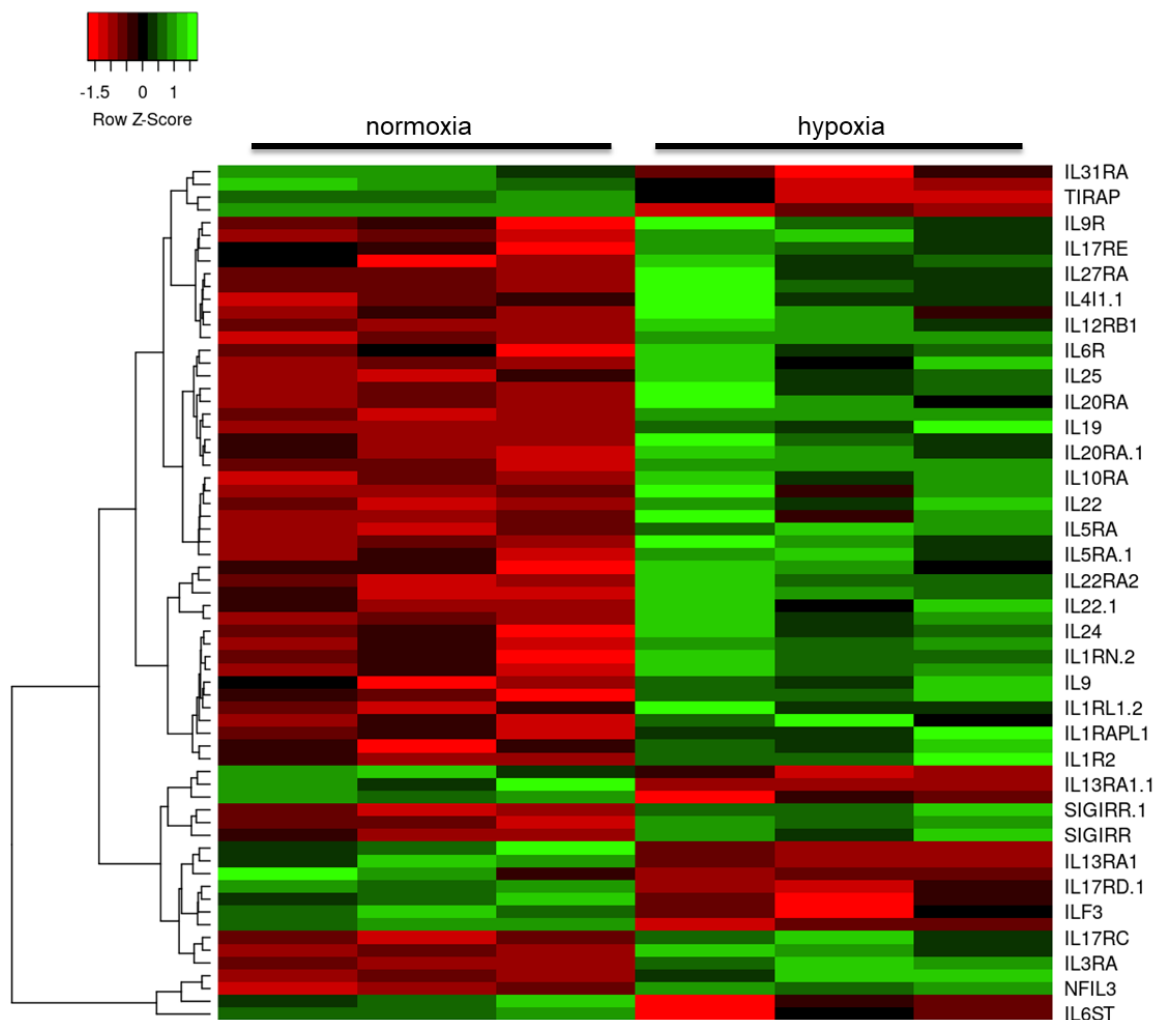 -1.5 0 1
Row Z-Score
normoxia hypoxia
IL31RA
TIRAP
IL9R
IL17RE
IL27RA
IL4I1.1
IL12RB1
IL6R
IL25
IL20RA
IL19
IL20RA.1
IL10RA
IL22
IL5RA
IL5RA.1
IL22RA2
IL22.1
IL24
IL1RN.2
IL9
IL1RL1.2
IL1RAPL1
IL1R2
IL13RA1.1
SIGIRR.1
SIGIRR
IL13RA1
IL17RD.1
ILF3
IL17RC
IL3RA
NFIL3
IL6ST